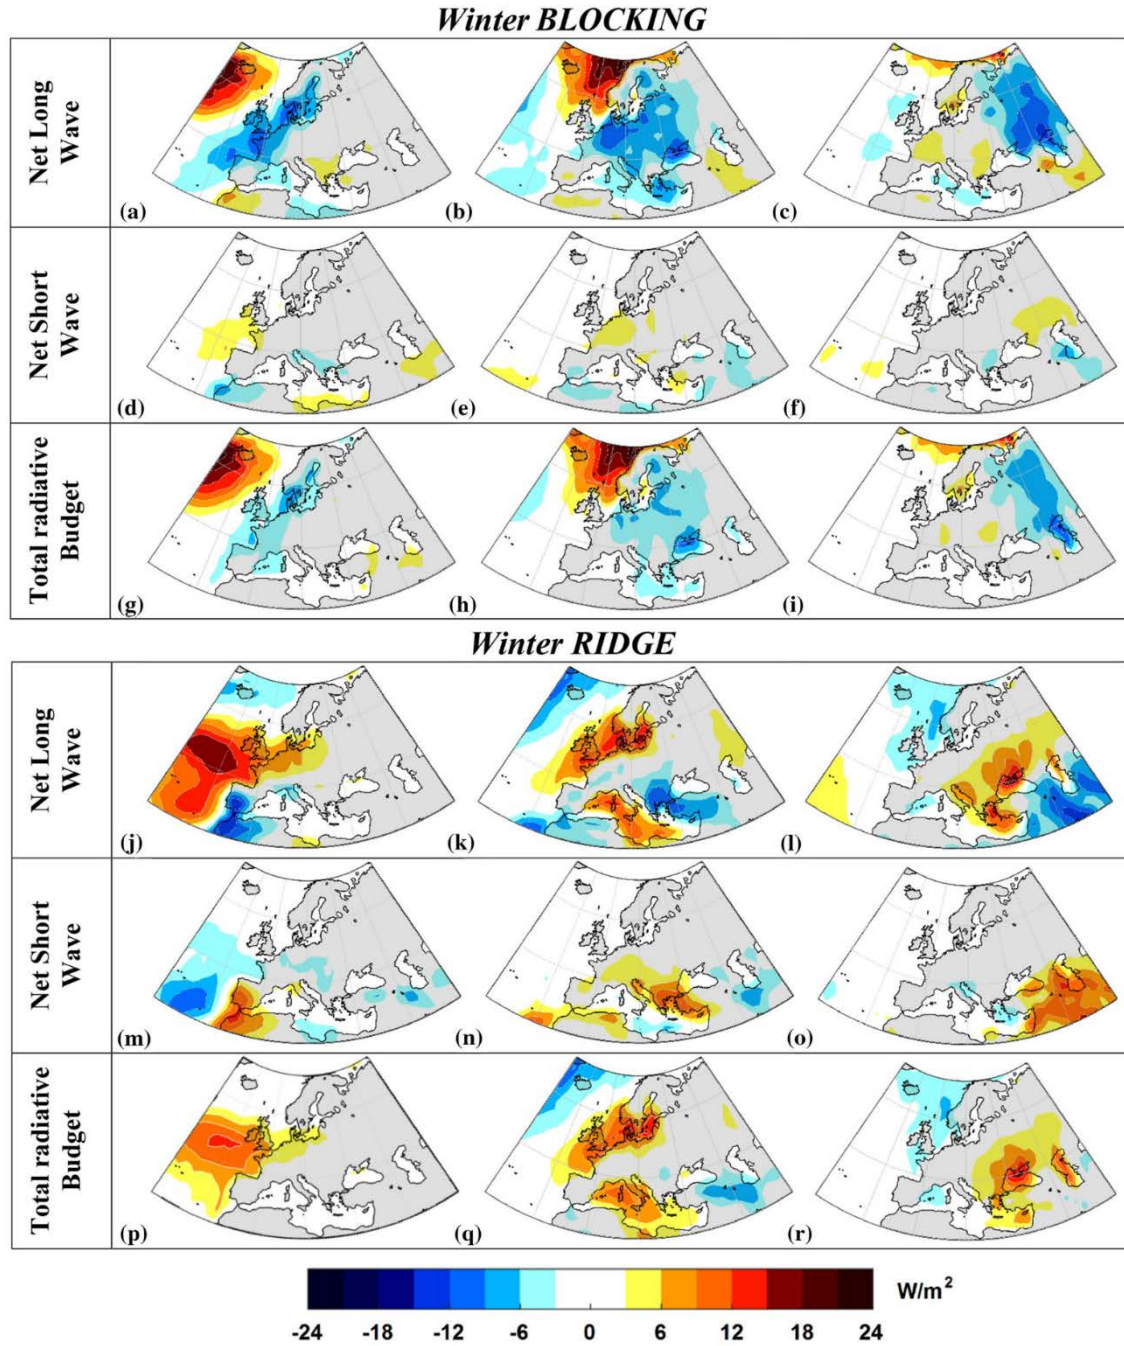 Winter BLOCKING
Net Long
Wave
(a)
(b)
(c)
Net Short
Wave
(d)
(e)
(f)
Total radiative
Budget
(g)
(h)
(i)
Winter RIDGE
Net Long
Wave
(j)
(k)
(l)
Net Short
Wave
(m)
(n)
(o)
Total radiative
Budget
(p)
(q)
(r)
W/m²
-24 -18 -12 -6 0 6 12 18 24